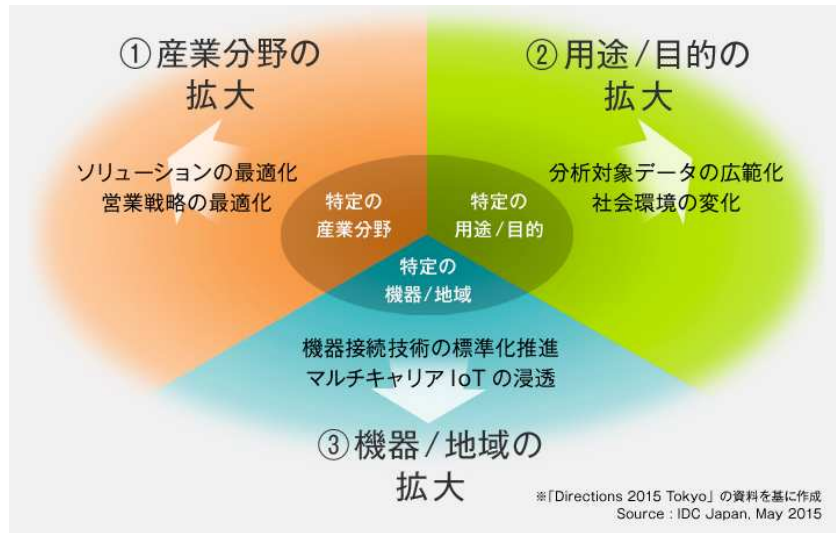 ①産業分野の
拡大
ソリューションの最適化
営業戦略の最適化
②用途/目的の
拡大
分析対象データの広範化
社会環境の変化
特定の
産業分野
特定の
用途/目的
特定の
機器/地域
機器接続技術の標準化推進
マルチキャリア IoT の浸透
③機器/地域の
拡大
※「Directions 2015 Tokyo」の資料を基に作成
Source : IDC Japan, May 2015